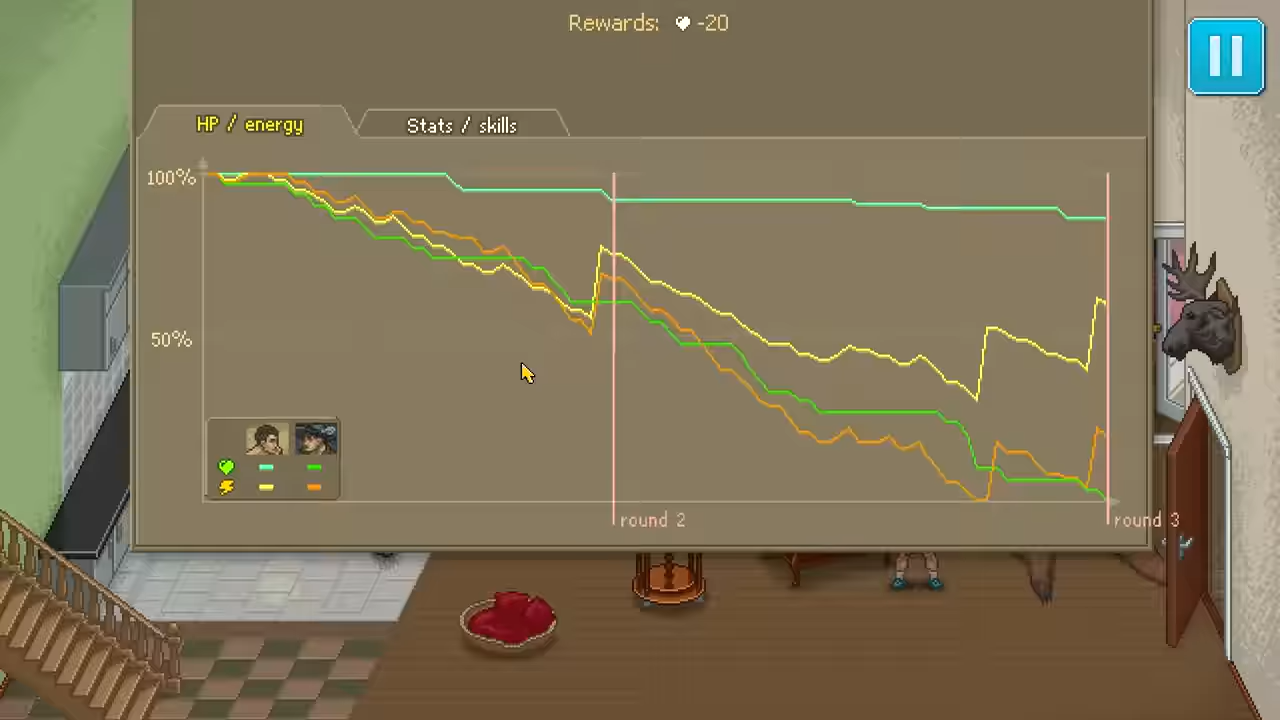 Rewards: -20
HP / energy
Stats / skills
100%
50%
round 2
round 3